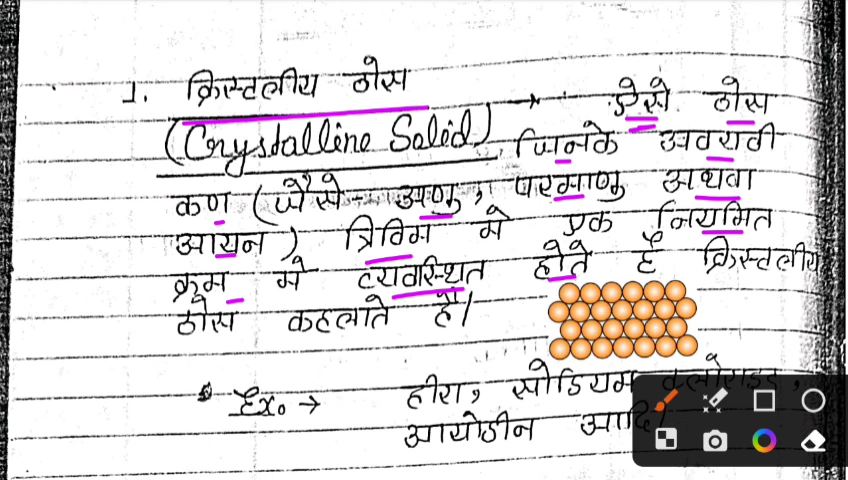 1. क्रिस्टलीय ठोस
(Crystalline Solid) → ऐसे ठोस
जिनके अवयवी
कण (जैसे- अणु, परमाणु अथवा
आयन) त्रिविम मे एक नियमित
क्रम मे व्यवस्थित होते है क्रिस्टलीय
ठोस कहलाते है।
Ex. → हीरा, सोडियम क्लोराइड,
आयोडीन आदि